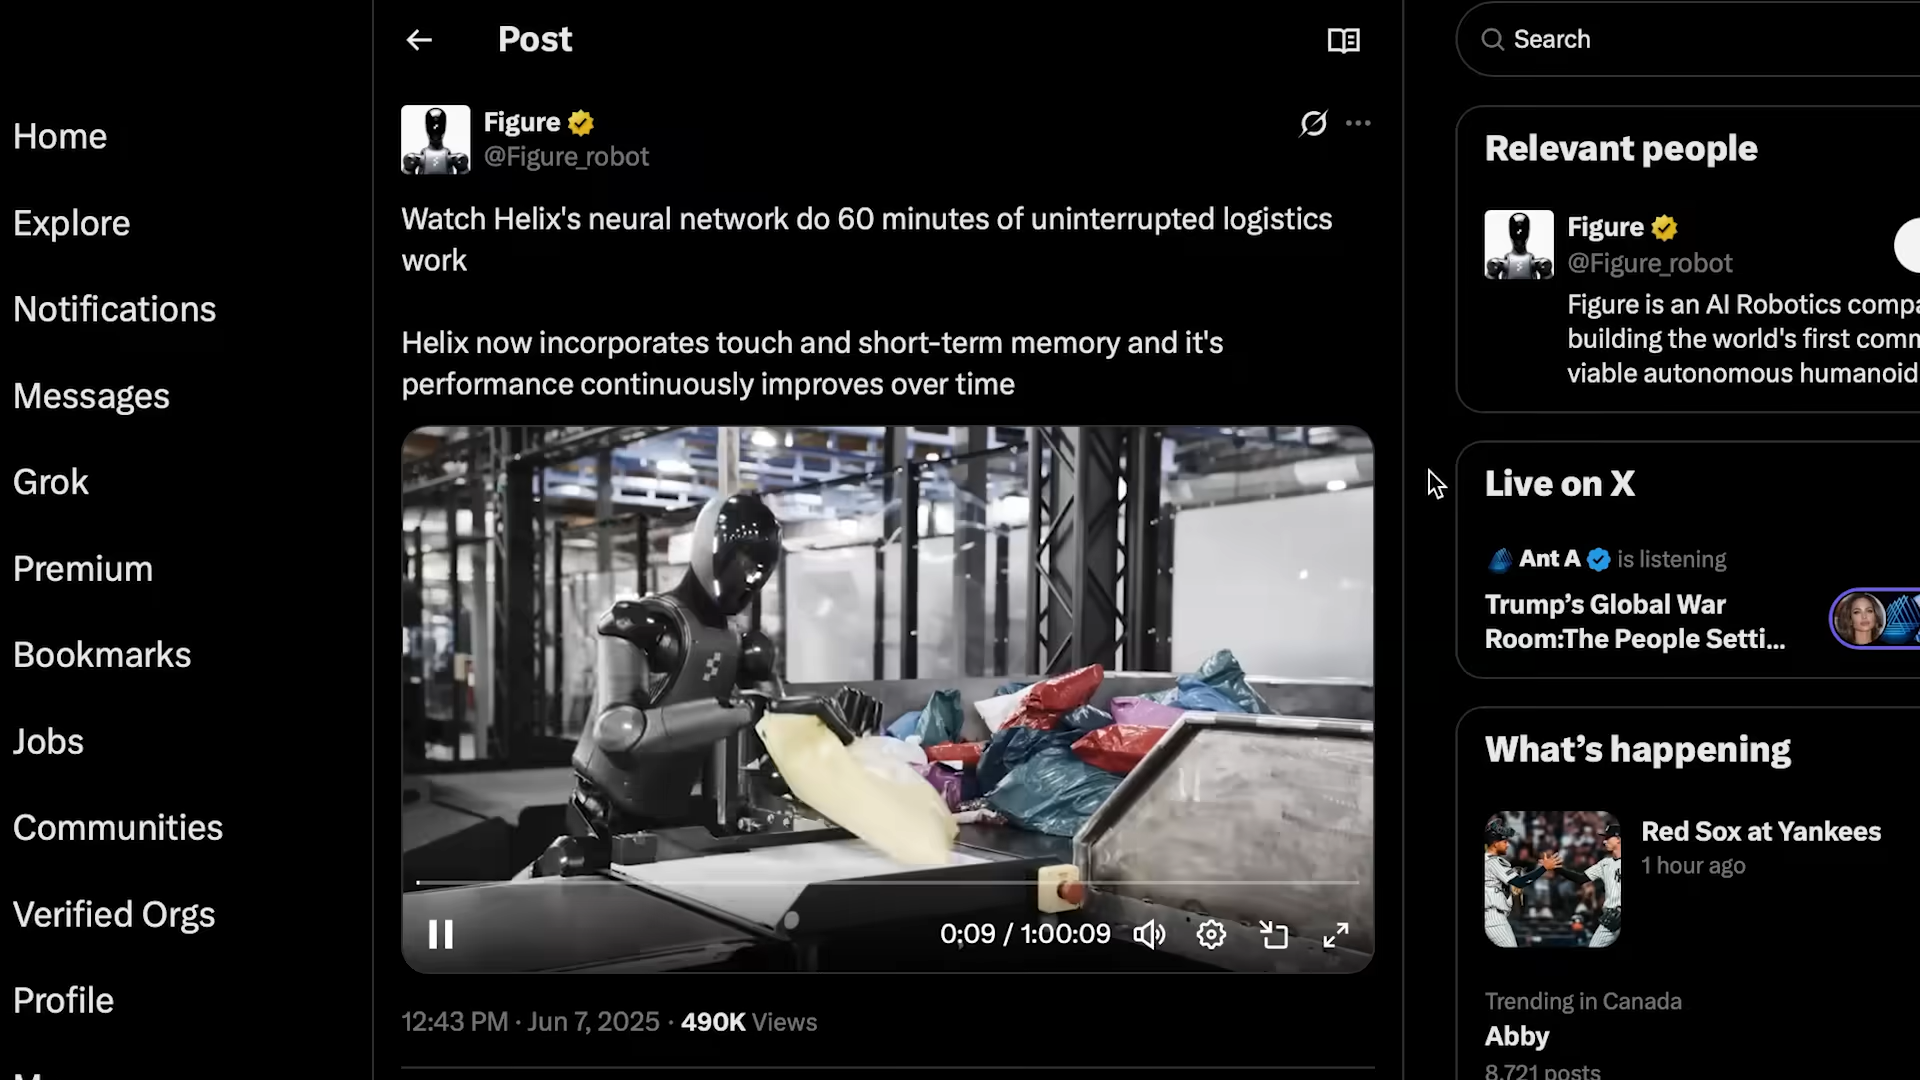 Home
Explore
Notifications
Messages
Grok
Premium
Bookmarks
Jobs
Communities
Verified Orgs
Profile
Post
Figure
@Figure_robot
Watch Helix's neural network do 60 minutes of uninterrupted logistics
work
Helix now incorporates touch and short-term memory and it's
performance continuously improves over time
0:09 / 1:00:09
12:43 PM · Jun 7, 2025 · 490K Views
Search
Relevant people
Figure
@Figure_robot
Figure is an AI Robotics compa
building the world's first comm
viable autonomous humanoid
Live on X
Ant A is listening
Trump’s Global War
Room:The People Setti...
What’s happening
Red Sox at Yankees
1 hour ago
Trending in Canada
Abby
8,721 posts